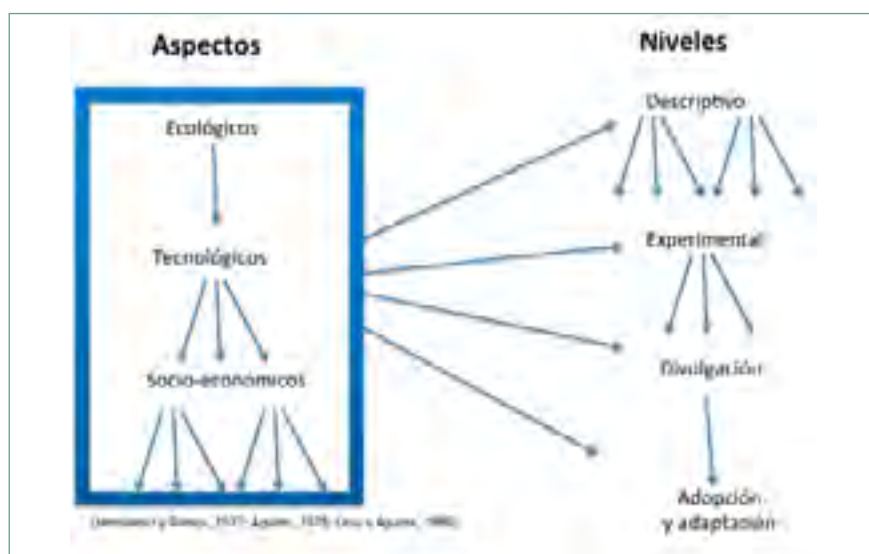 Aspectos
Ecológicos
Tecnológicos
Socio-económicos
Niveles
Descriptivo
Experimental
Divulgación
Adopción
y adaptación